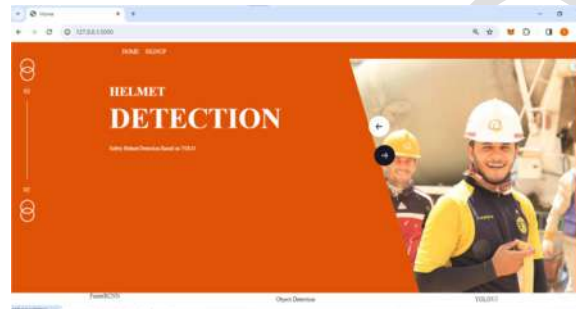 Home
127.0.0.1:5000
HOME SIGNUP
HELMET
DETECTION
Safety Helmet Detection Based on YOLO
FasterRCNN
Object Detection